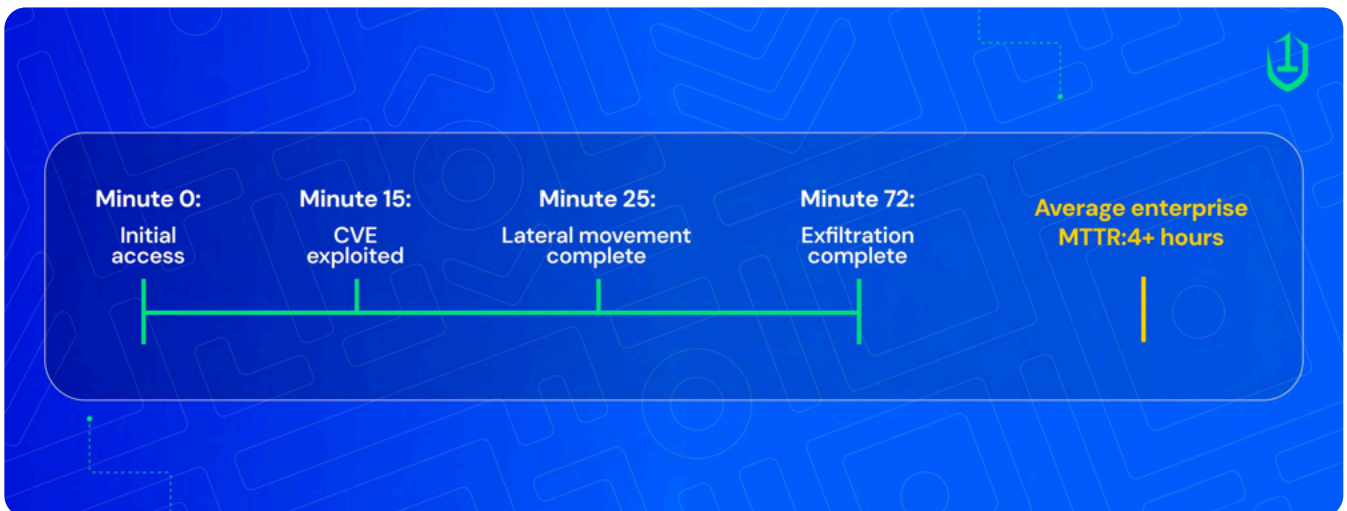 Minute 0:
Initial
access
Minute 15:
CVE
exploited
Minute 25:
Lateral movement
complete
Minute 72:
Exfiltration
complete
Average enterprise
MTTR:4+ hours
1